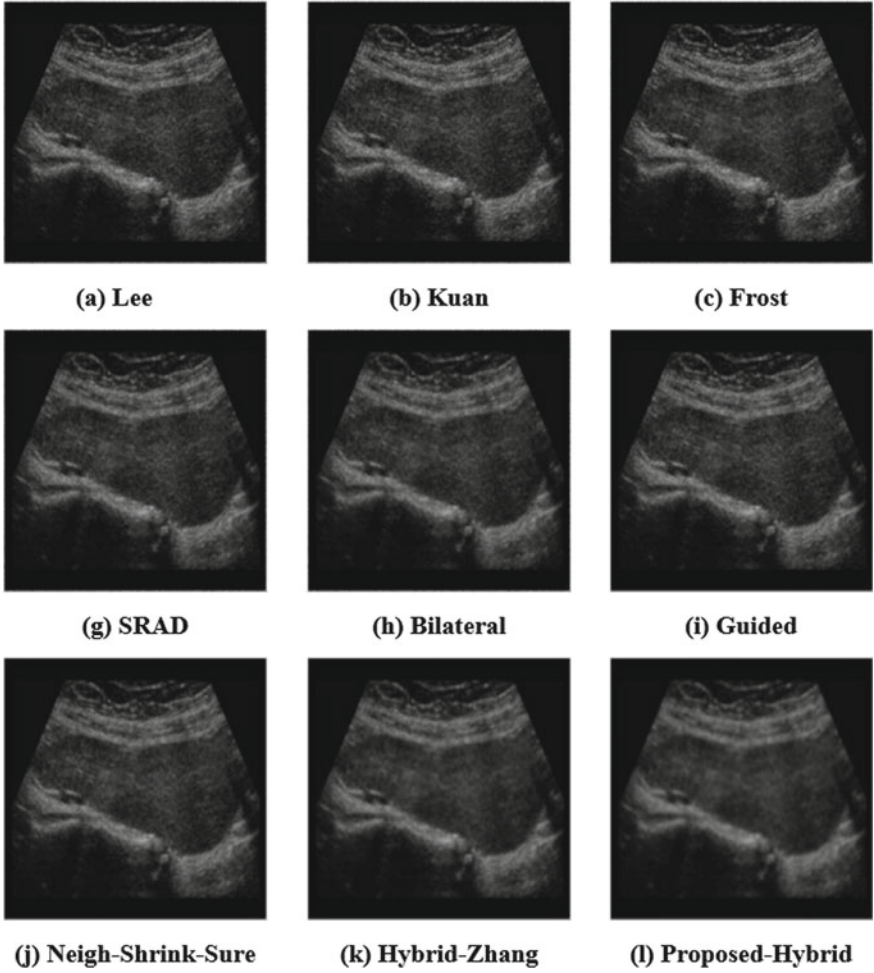 (a) Lee
(b) Kuan
(c) Frost
(g) SRAD
(h) Bilateral
(i) Guided
(j) Neigh-Shrink-Sure
(k) Hybrid-Zhang
(l) Proposed-Hybrid